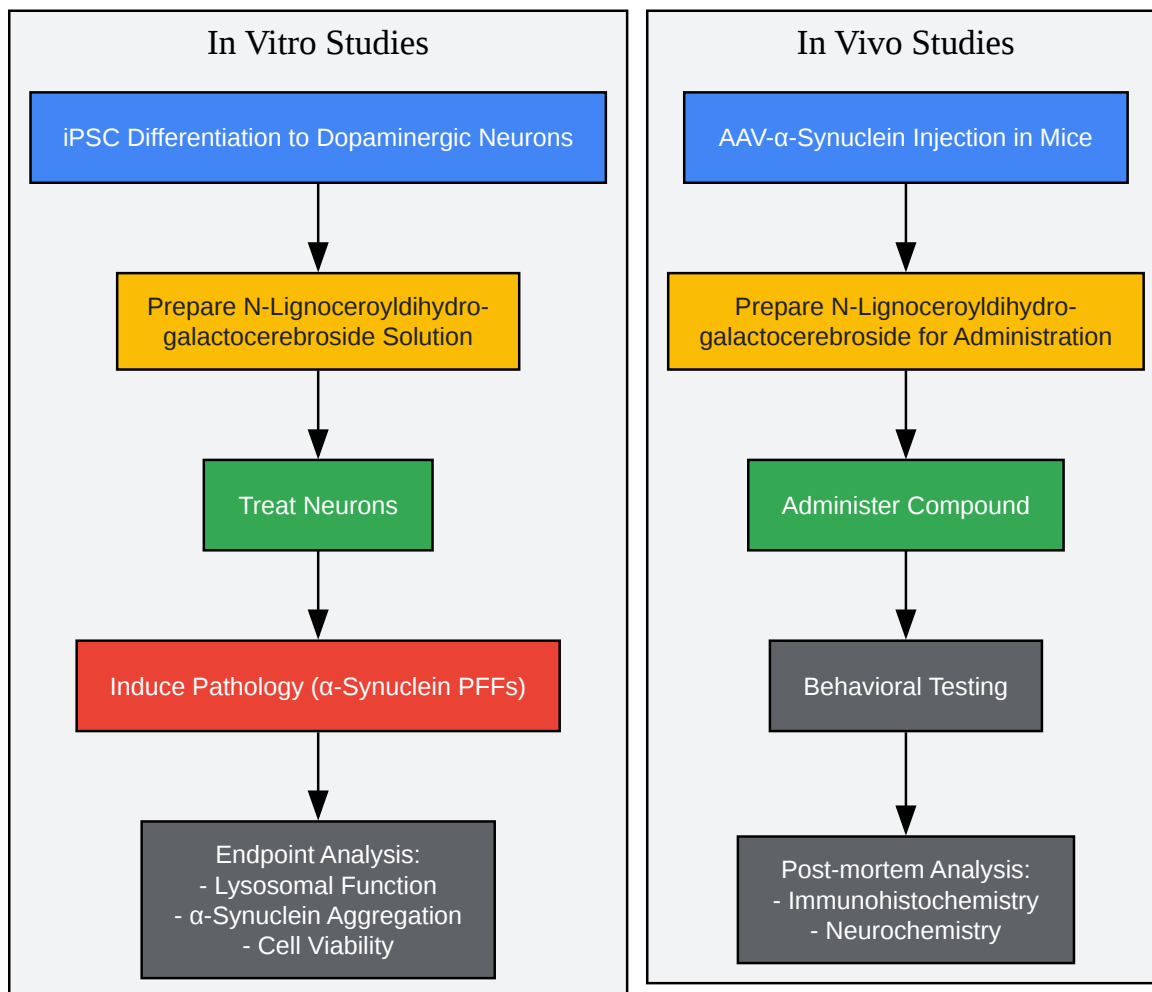 In Vitro Studies
iPSC Differentiation to Dopaminergic Neurons
Prepare N-Lignoceroyldihydro-
galactocerebroside Solution
Treat Neurons
Induce Pathology (α-Synuclein PFFs)
Endpoint Analysis:
- Lysosomal Function
- α-Synuclein Aggregation
- Cell Viability
In Vivo Studies
AAV-α-Synuclein Injection in Mice
Prepare N-Lignoceroyldihydro-
galactocerebroside for Administration
Administer Compound
Behavioral Testing
Post-mortem Analysis:
- Immunohistochemistry
- Neurochemistry